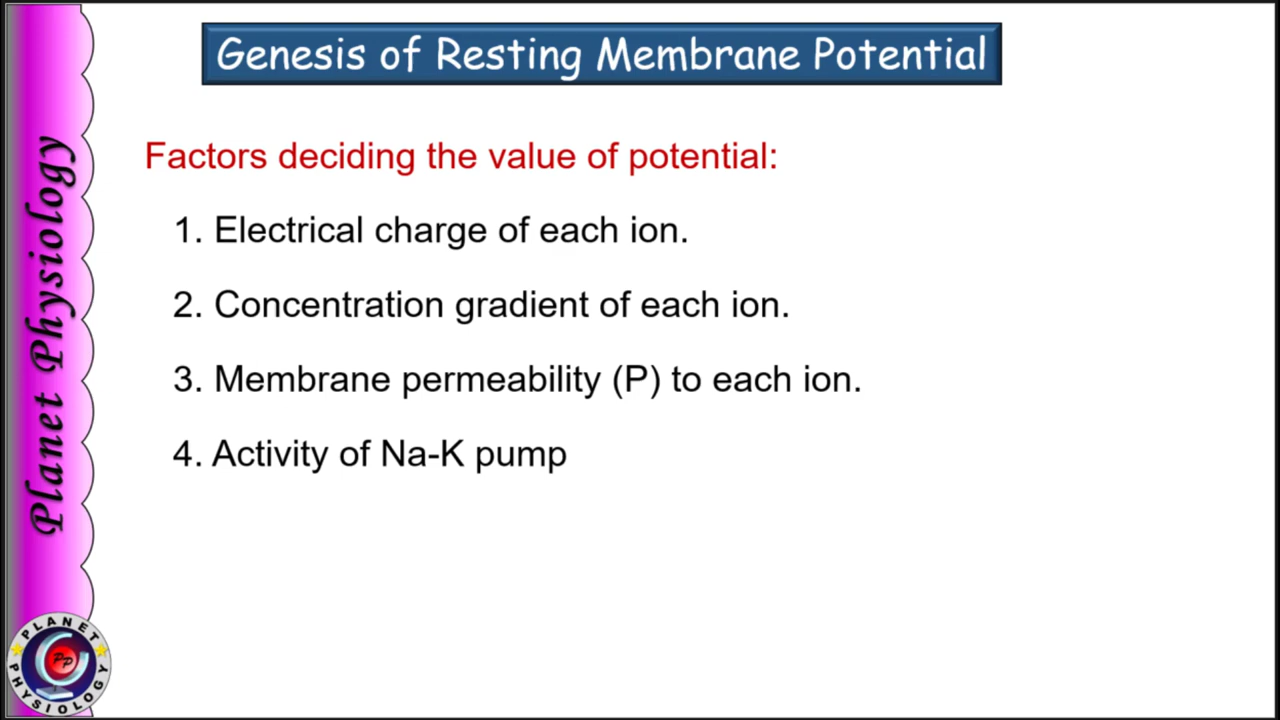 Genesis of Resting Membrane Potential
Factors deciding the value of potential:
1. Electrical charge of each ion.
2. Concentration gradient of each ion.
3. Membrane permeability (P) to each ion.
4. Activity of Na-K pump
Planet Physiology
PLANET
PP
PHYSIOLOGY